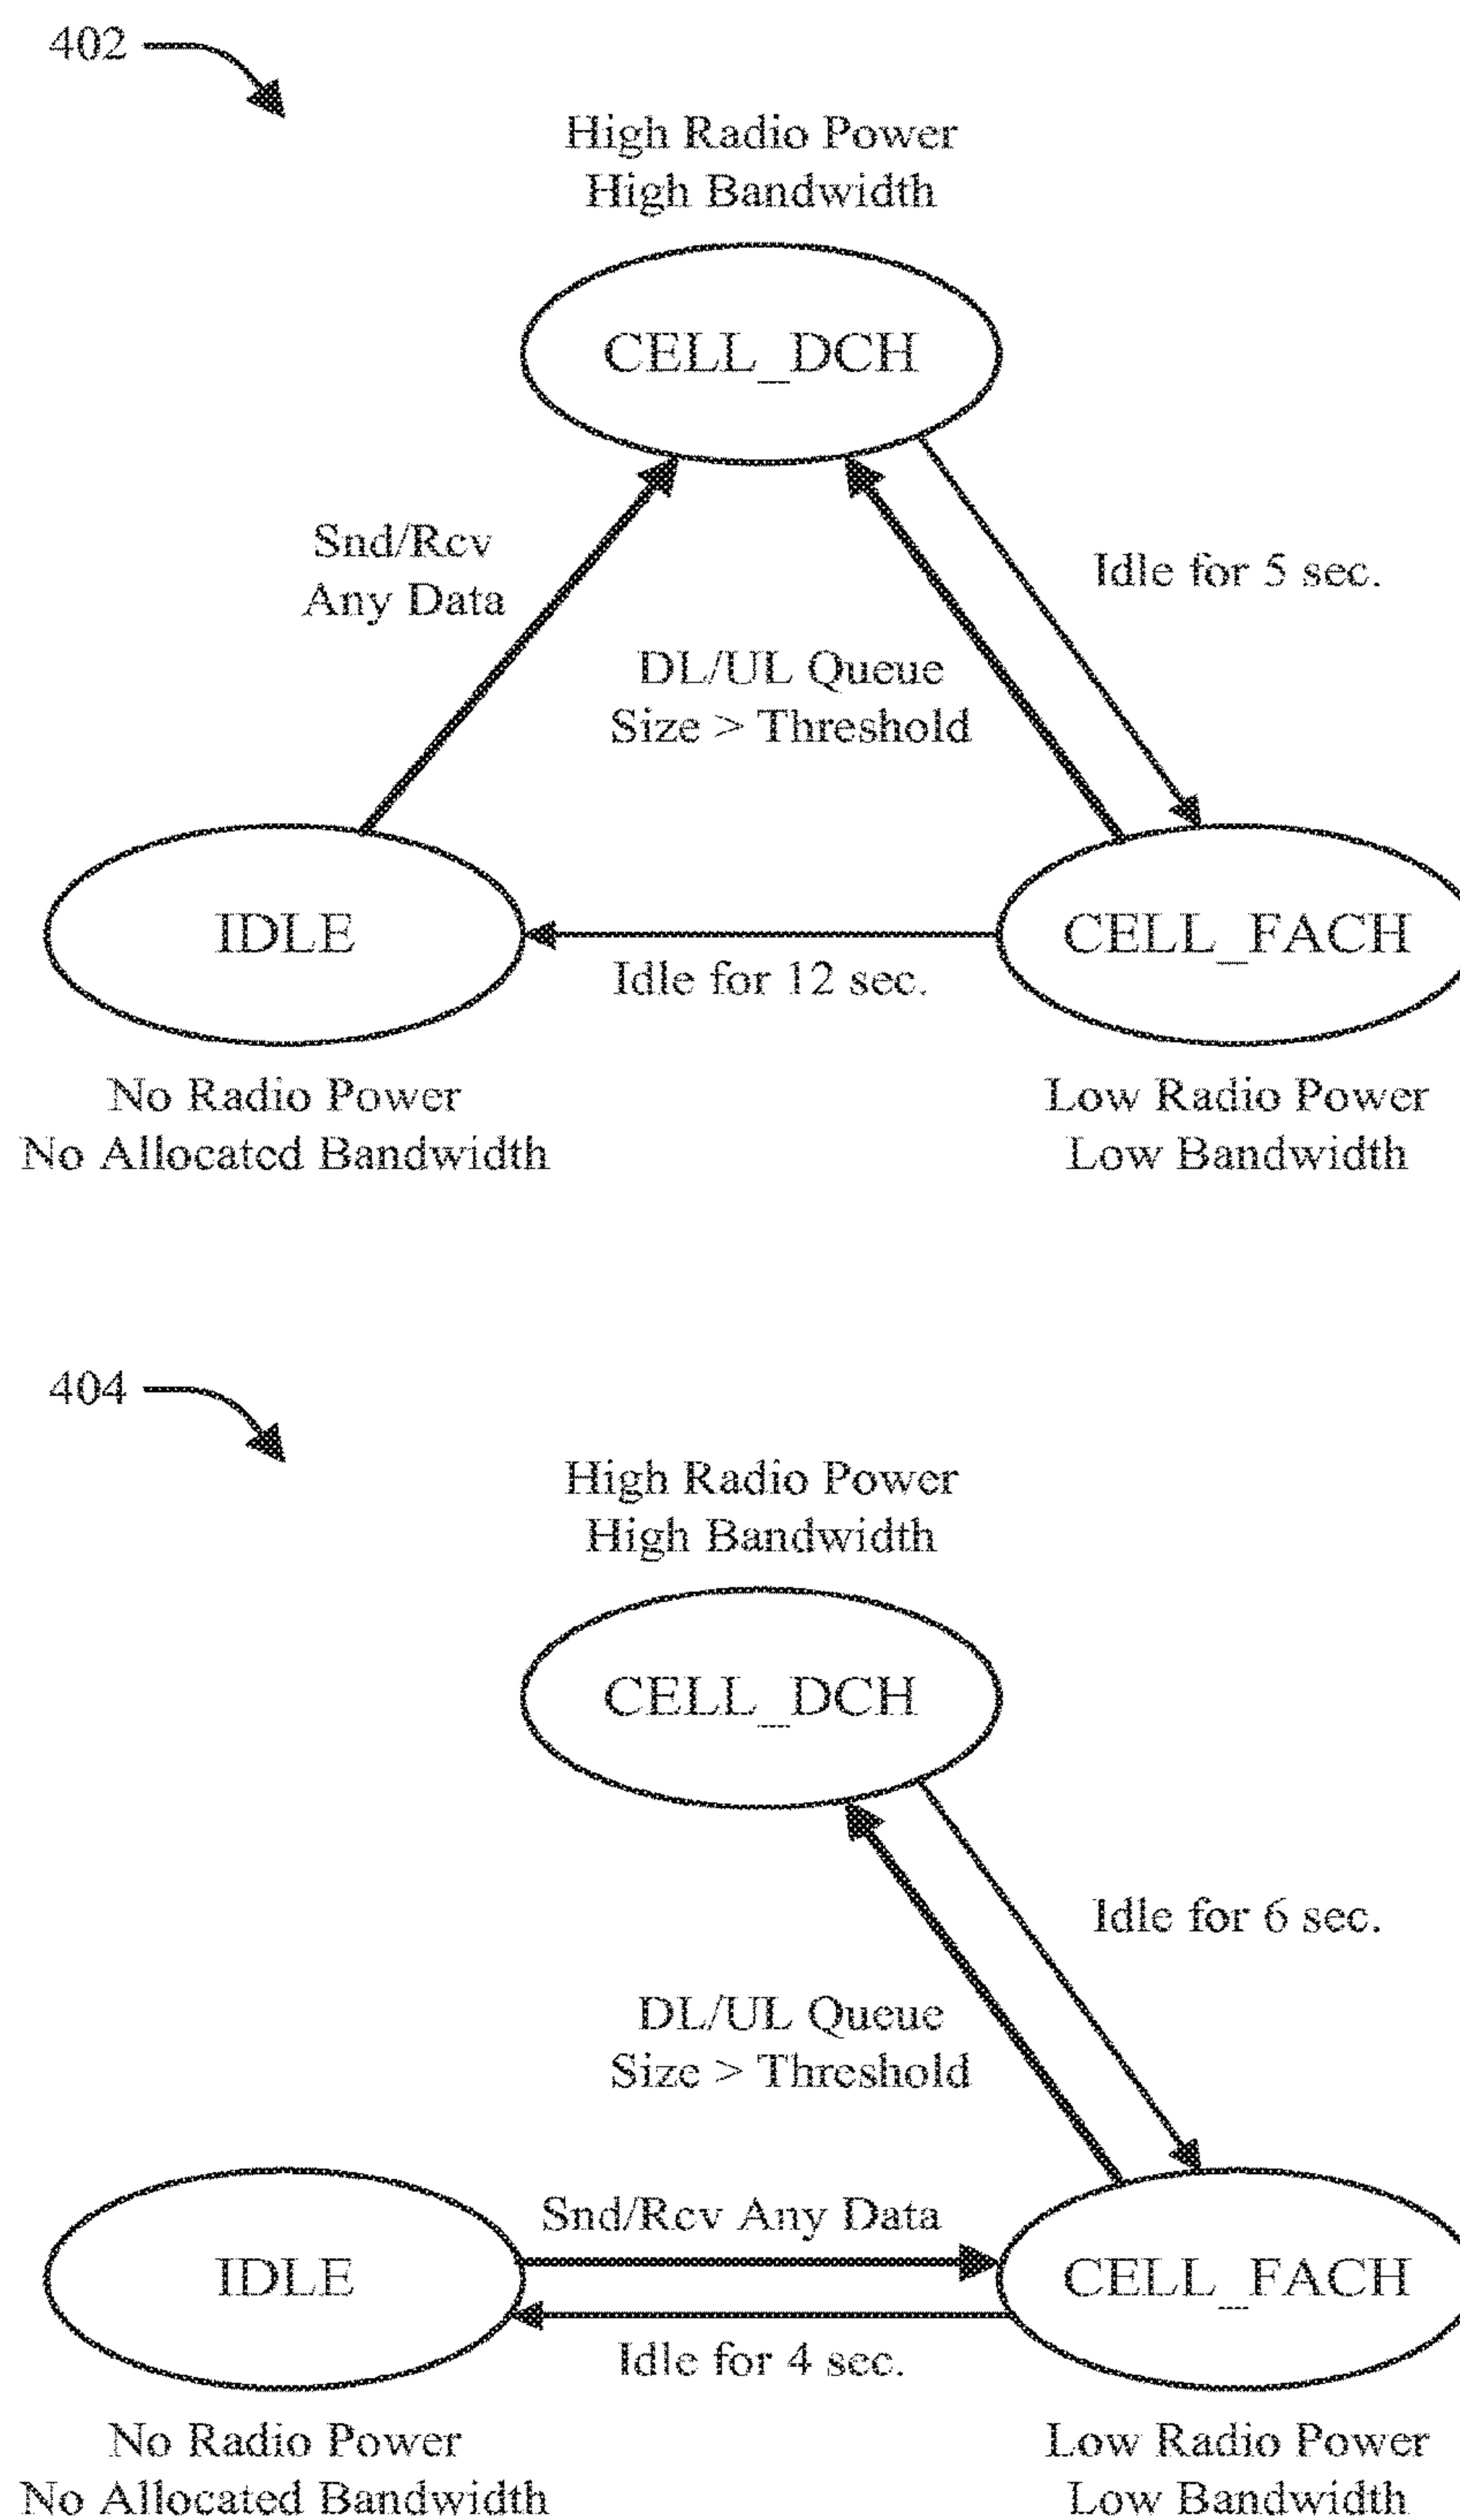 402
High Radio Power
High Bandwidth
CELL_DCH
Snd/Rcv
Any Data
Idle for 5 sec.
DL/UL Queue
Size > Threshold
IDLE
CELL_FACH
Idle for 12 sec.
No Radio Power
No Allocated Bandwidth
Low Radio Power
Low Bandwidth
404
High Radio Power
High Bandwidth
CELL_DCH
Idle for 6 sec.
DL/UL Queue
Size > Threshold
Snd/Rcv Any Data
IDLE
CELL_FACH
Idle for 4 sec.
No Radio Power
No Allocated Bandwidth
Low Radio Power
Low Bandwidth